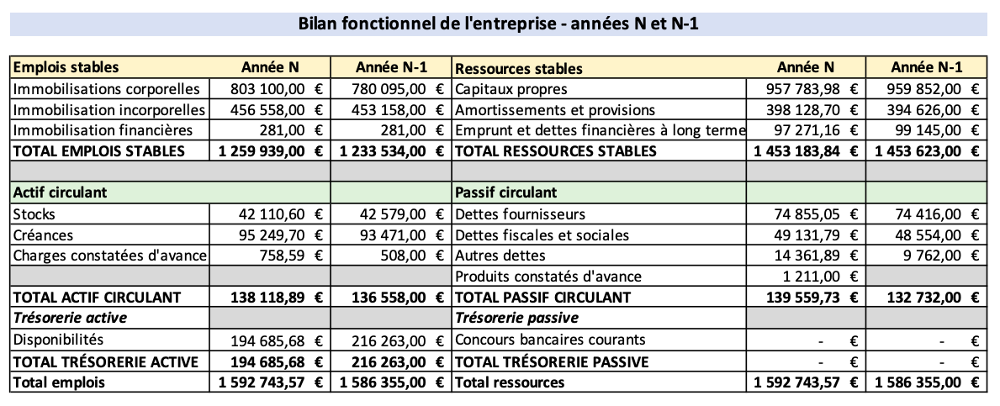 Bilan fonctionnel de l'entreprise - années N et N-1
Emplois stables Année N Année N-1 Ressources stables Année N Année N-1
Immobilisations corporelles 803 100,00 € 780 095,00 € Capitaux propres 957 783,98 € 959 852,00 €
Immobilisation incorporelles 456 558,00 € 453 158,00 € Amortissements et provisions 398 128,70 € 394 626,00 €
Immobilisation financières 281,00 € 281,00 € Emprunt et dettes financières à long terme 97 271,16 € 99 145,00 €
TOTAL EMPLOIS STABLES 1 259 939,00 € 1 233 534,00 € TOTAL RESSOURCES STABLES 1 453 183,84 € 1 453 623,00 €
Actif circulant Passif circulant
Stocks 42 110,60 € 42 579,00 € Dettes fournisseurs 74 855,05 € 74 416,00 €
Créances 95 249,70 € 93 471,00 € Dettes fiscales et sociales 49 131,79 € 48 554,00 €
Charges constatées d'avance 758,59 € 508,00 € Autres dettes 14 361,89 € 9 762,00 €
Produits constatés d'avance 1 211,00 €
TOTAL ACTIF CIRCULANT 138 118,89 € 136 558,00 € TOTAL PASSIF CIRCULANT 139 559,73 € 132 732,00 €
Trésorerie active Trésorerie passive
Disponibilités 194 685,68 € 216 263,00 € Concours bancaires courants - € - €
TOTAL TRÉSORERIE ACTIVE 194 685,68 € 216 263,00 € TOTAL TRÉSORERIE PASSIVE - € - €
Total emplois 1 592 743,57 € 1 586 355,00 € Total ressources 1 592 743,57 € 1 586 355,00 €